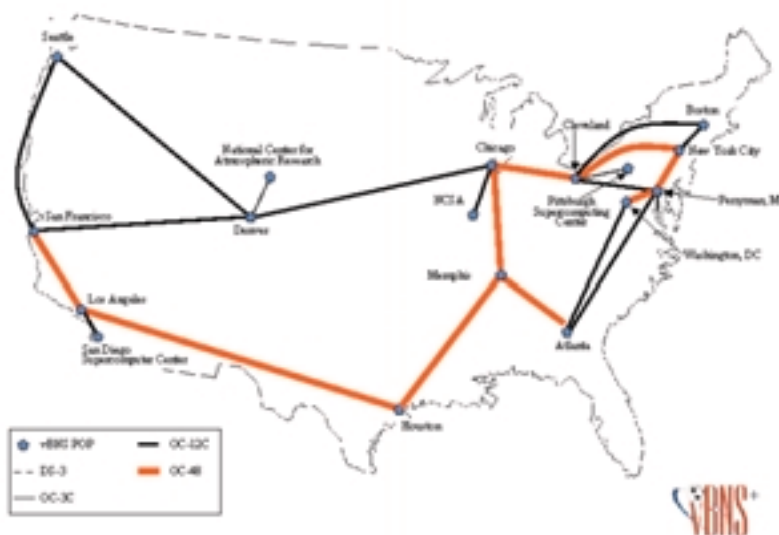 Seattle
National Center for
Atmospheric Research
Chicago
Cleveland
Boston
New York City
NCSA
Pittsburgh
Supercomputing
Center
Perryman, M
San Francisco
Denver
Washington, DC
Memphis
Los Angeles
San Diego
Supercomputer Center
Atlanta
Houston
vBNS POP
OC-12C
DS-3
OC-48
OC-3C
vBNS+